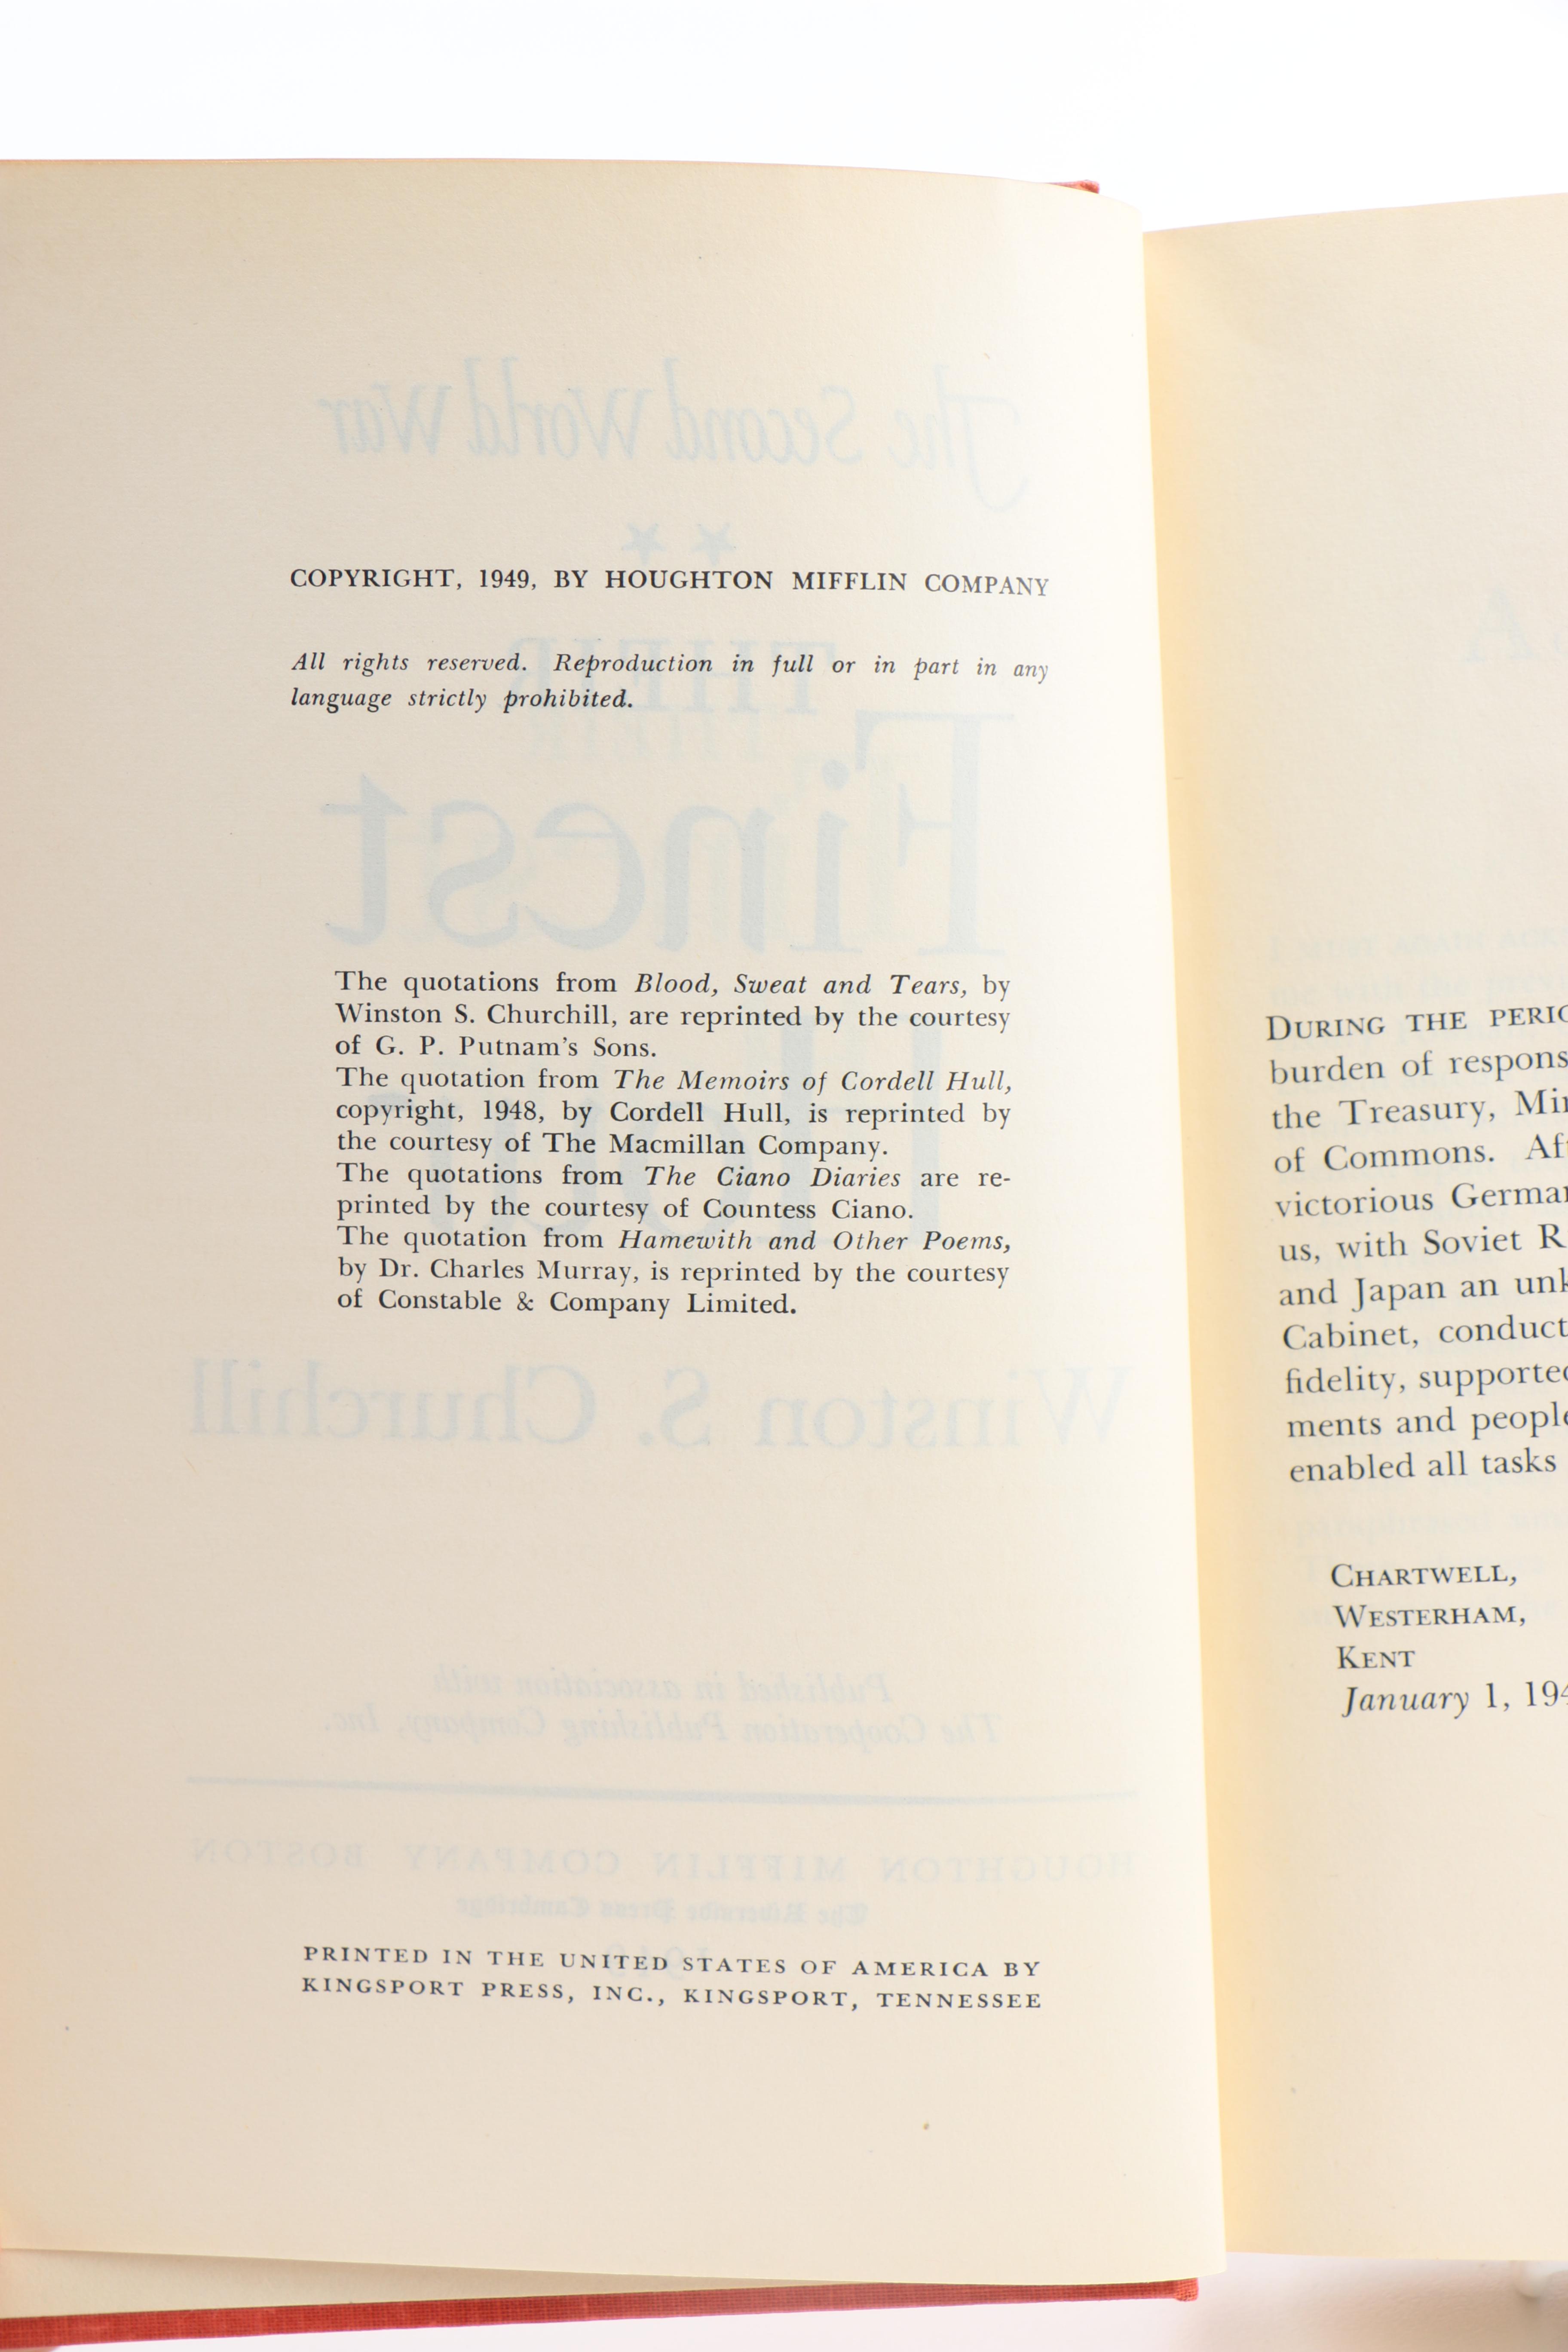 COPYRIGHT, 1949, BY HOUGHTON MIFFLIN COMPANY
All rights reserved. Reproduction in full or in part in any
language strictly prohibited.
The quotations from Blood, Sweat and Tears, by
Winston S. Churchill, are reprinted by the courtesy
of G. P. Putnam's Sons.
The quotation from The Memoirs of Cordell Hull,
copyright, 1948, by Cordell Hull, is reprinted by
the courtesy of The Macmillan Company.
The quotations from The Ciano Diaries are re-
printed by the courtesy of Countess Ciano.
The quotation from Hamewith and Other Poems,
by Dr. Charles Murray, is reprinted by the courtesy
of Constable & Company Limited.
PRINTED IN THE UNITED STATES OF AMERICA BY
KINGSPORT PRESS, INC., KINGSPORT, TENNESSEE
DURING THE
burden of
the Treasury,
of Commons.
victorious
us, with Soviet
and Japan an
Cabinet,
fidelity,
ments and
enabled all tasks
CHARTWELL,
WESTERHAM,
KENT
January 1,